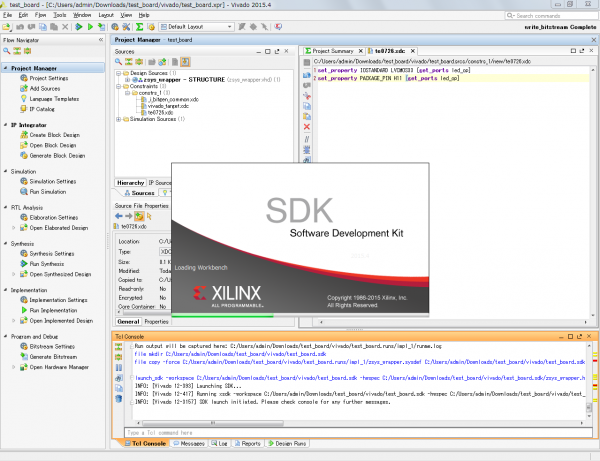 test_board - [C:/Users/admin/Downloads/test_board/vivado/test_board.xpr] - Vivado 2015.4
File Edit Flow Tools Window Layout View Help
Search commands
Default Layout
write_bitstream Complete
Flow Navigator
Project Manager
Project Settings
Add Sources
Language Templates
IP Catalog
IP Integrator
Create Block Design
Open Block Design
Generate Block Design
Simulation
Simulation Settings
Run Simulation
RTL Analysis
Elaboration Settings
Open Elaborated Design
Synthesis
Synthesis Settings
Run Synthesis
Open Synthesized Design
Implementation
Implementation Settings
Run Implementation
Open Implemented Design
Program and Debug
Bitstream Settings
Generate Bitstream
Open Hardware Manager
Project Manager - test_board
Sources
Design Sources (1)
zsys_wrapper - STRUCTURE (zsys_wrapper.vhd) (1)
Constraints (3)
constrs_1 (3)
_i_bitgen_common.xdc
vivado_target.xdc
te0726.xdc
Simulation Sources (1)
Hierarchy IP Source
Sources
Source File Properties
te0726.xdc
Location: C:/U
Type: XDC
Size: 0.1 K
Modified: Toda
Copied to: C:/U
Read-only: No
Encrypted: No
Core Container: No
General Properties
Project Summary te0726.xdc
C:/Users/admin/Downloads/test_board/vivado/test_board.srcs/constrs_1/new/te0726.xdc
1 set_property IOSTANDARD LVCMOS33 [get_ports led_op]
2 set_property PACKAGE_PIN H11 [get_ports led_op]
SDK
Software Development Kit
Loading Workbench
XILINX
ALL PROGRAMMABLE
Copyright 1986-2015 Xilinx, Inc.
All Rights Reserved.
Tcl Console
Run output will be captured here: C:/Users/admin/Downloads/test_board/vivado/test_board.runs/impl_1/runme.log
file mkdir C:/Users/admin/Downloads/test_board/vivado/test_board.sdk
file copy -force C:/Users/admin/Downloads/test_board/vivado/test_board.runs/impl_1/zsys_wrapper.sysdef C:/Users/admin/Downloads/test_board/vivado/test_board.sdk
launch_sdk -workspace C:/Users/admin/Downloads/test_board/vivado/test_board.sdk -hwspec C:/Users/admin/Downloads/test_board/vivado/test_board.sdk/zsys_wrapper.h
INFO: [Vivado 12-393] Launching SDK...
INFO: [Vivado 12-417] Running xsdk -workspace C:/Users/admin/Downloads/test_board/vivado/test_board.sdk -hwspec C:/Users/admin/Downloads/test_board/vivado/test_
INFO: [Vivado 12-3157] SDK launch initiated. Please check console for any further messages.
Type a Tcl command here
Tcl Console Messages Log Reports Design Runs